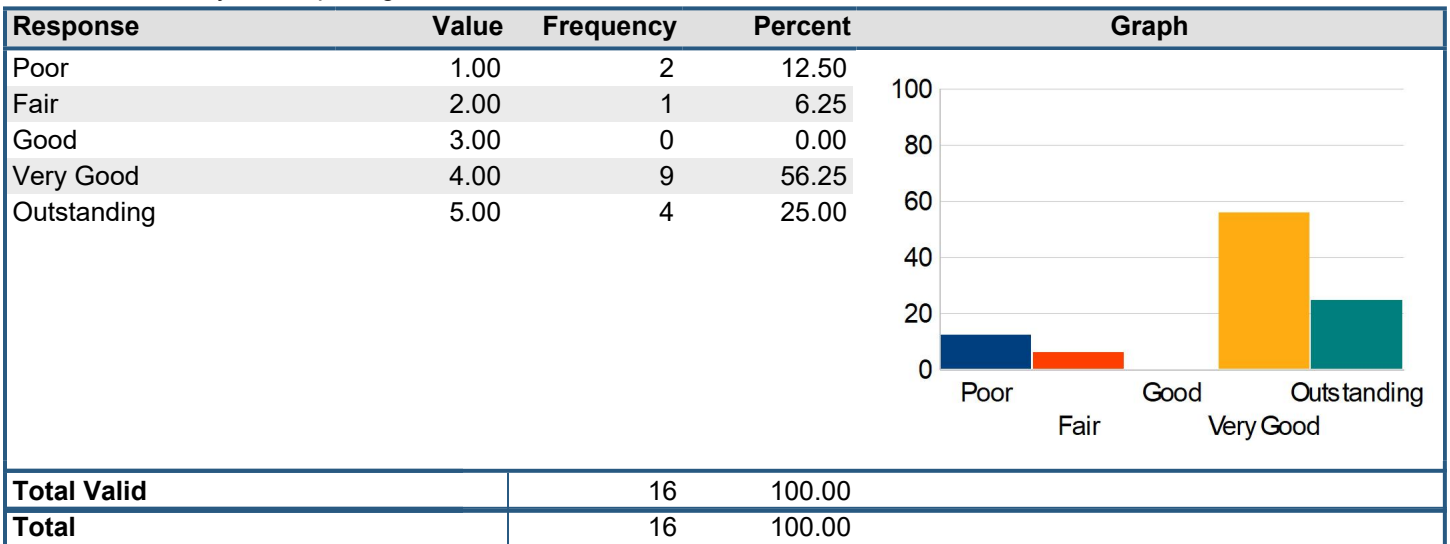 Response Value Frequency Percent Graph
Poor 1.00 2 12.50
Fair 2.00 1 6.25
Good 3.00 0 0.00
Very Good 4.00 9 56.25
Outstanding 5.00 4 25.00
100
80
60
40
20
0
Poor Good Outstanding
Fair Very Good
Total Valid 16 100.00
Total 16 100.00